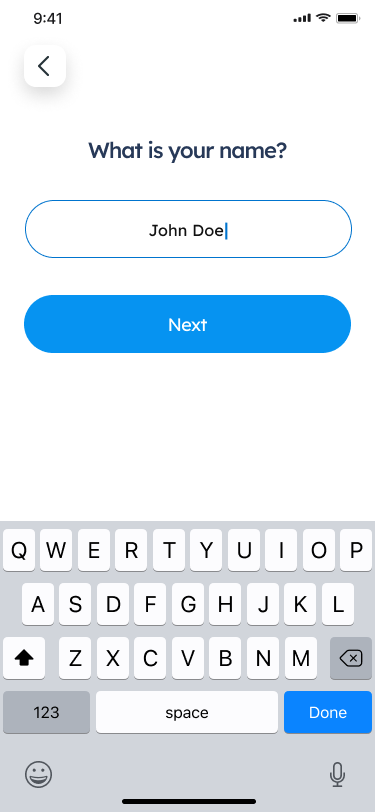 9:41
What is your name?
John Doe
Next
Q W E R T Y U I O P
A S D F G H J K L
Z X C V B N M
123 space Done